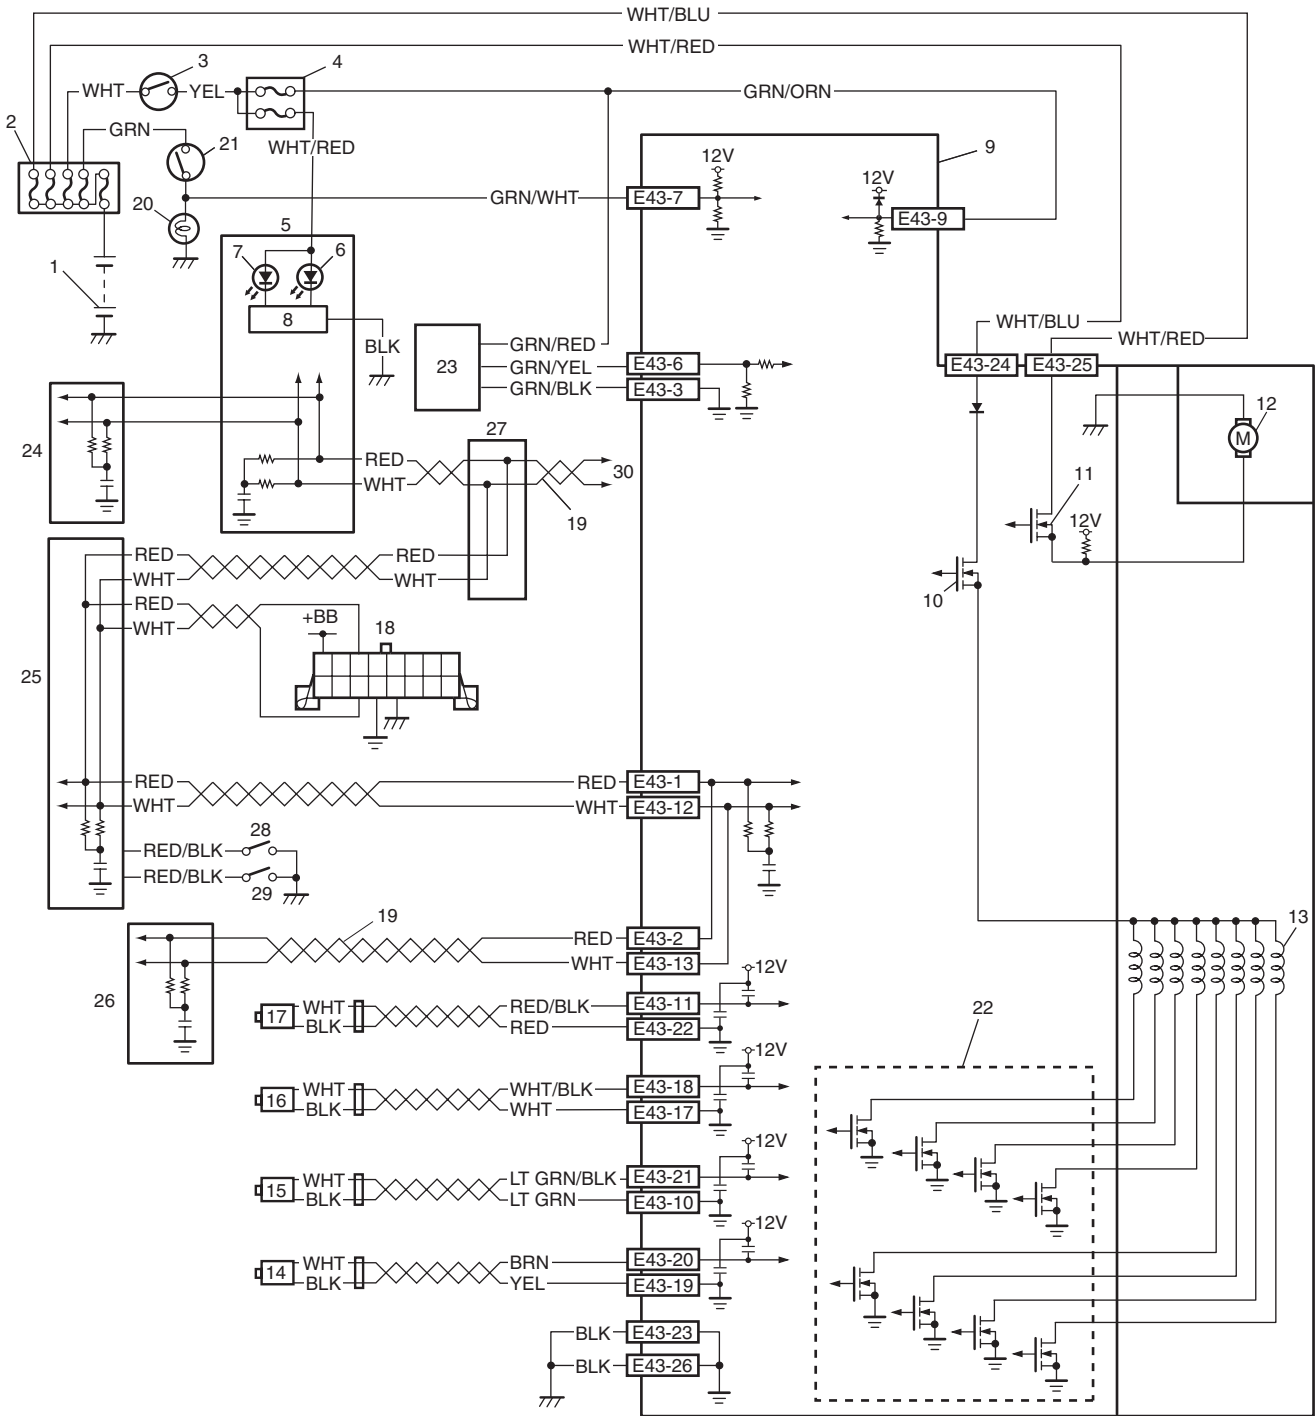 WHT/BLU
WHT/RED
3
4
WHT
YEL
GRN/ORN
2
GRN
21
WHT/RED
12V
9
12V
20
GRN/WHT
E43-7
E43-9
5
7
6
1
8
WHT/BLU
BLK
GRN/RED
WHT/RED
23
GRN/YEL
E43-6
E43-24
E43-25
GRN/BLK
E43-3
12
M
27
24
RED
30
11
WHT
19
12V
RED
RED
WHT
WHT
10
RED
+BB
18
WHT
25
RED
RED
E43-1
WHT
WHT
E43-12
28
RED/BLK
RED/BLK
29
19
13
RED
E43-2
WHT
E43-13
12V
26
17
WHT
RED/BLK
E43-11
BLK
RED
E43-22
22
12V
16
WHT
WHT/BLK
E43-18
BLK
WHT
E43-17
12V
15
WHT
LT GRN/BLK
E43-21
BLK
LT GRN
E43-10
12V
14
WHT
BRN
E43-20
BLK
YEL
E43-19
BLK
E43-23
BLK
E43-26